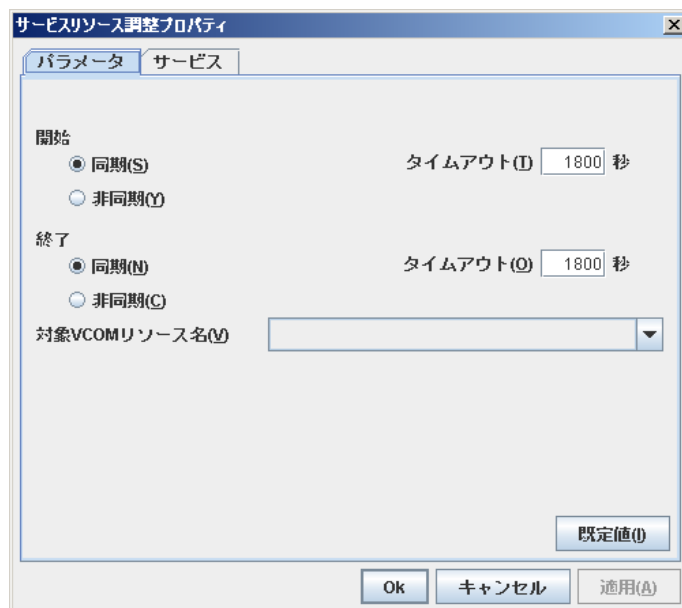 サービスリソース調整プロパティ
パラメータ サービス
開始
同期(S) タイムアウト(T) 1800 秒
非同期(Y)
終了
同期(N) タイムアウト(O) 1800 秒
非同期(C)
対象VCOMリソース名(V)
既定値(I)
Ok キャンセル 適用(A)